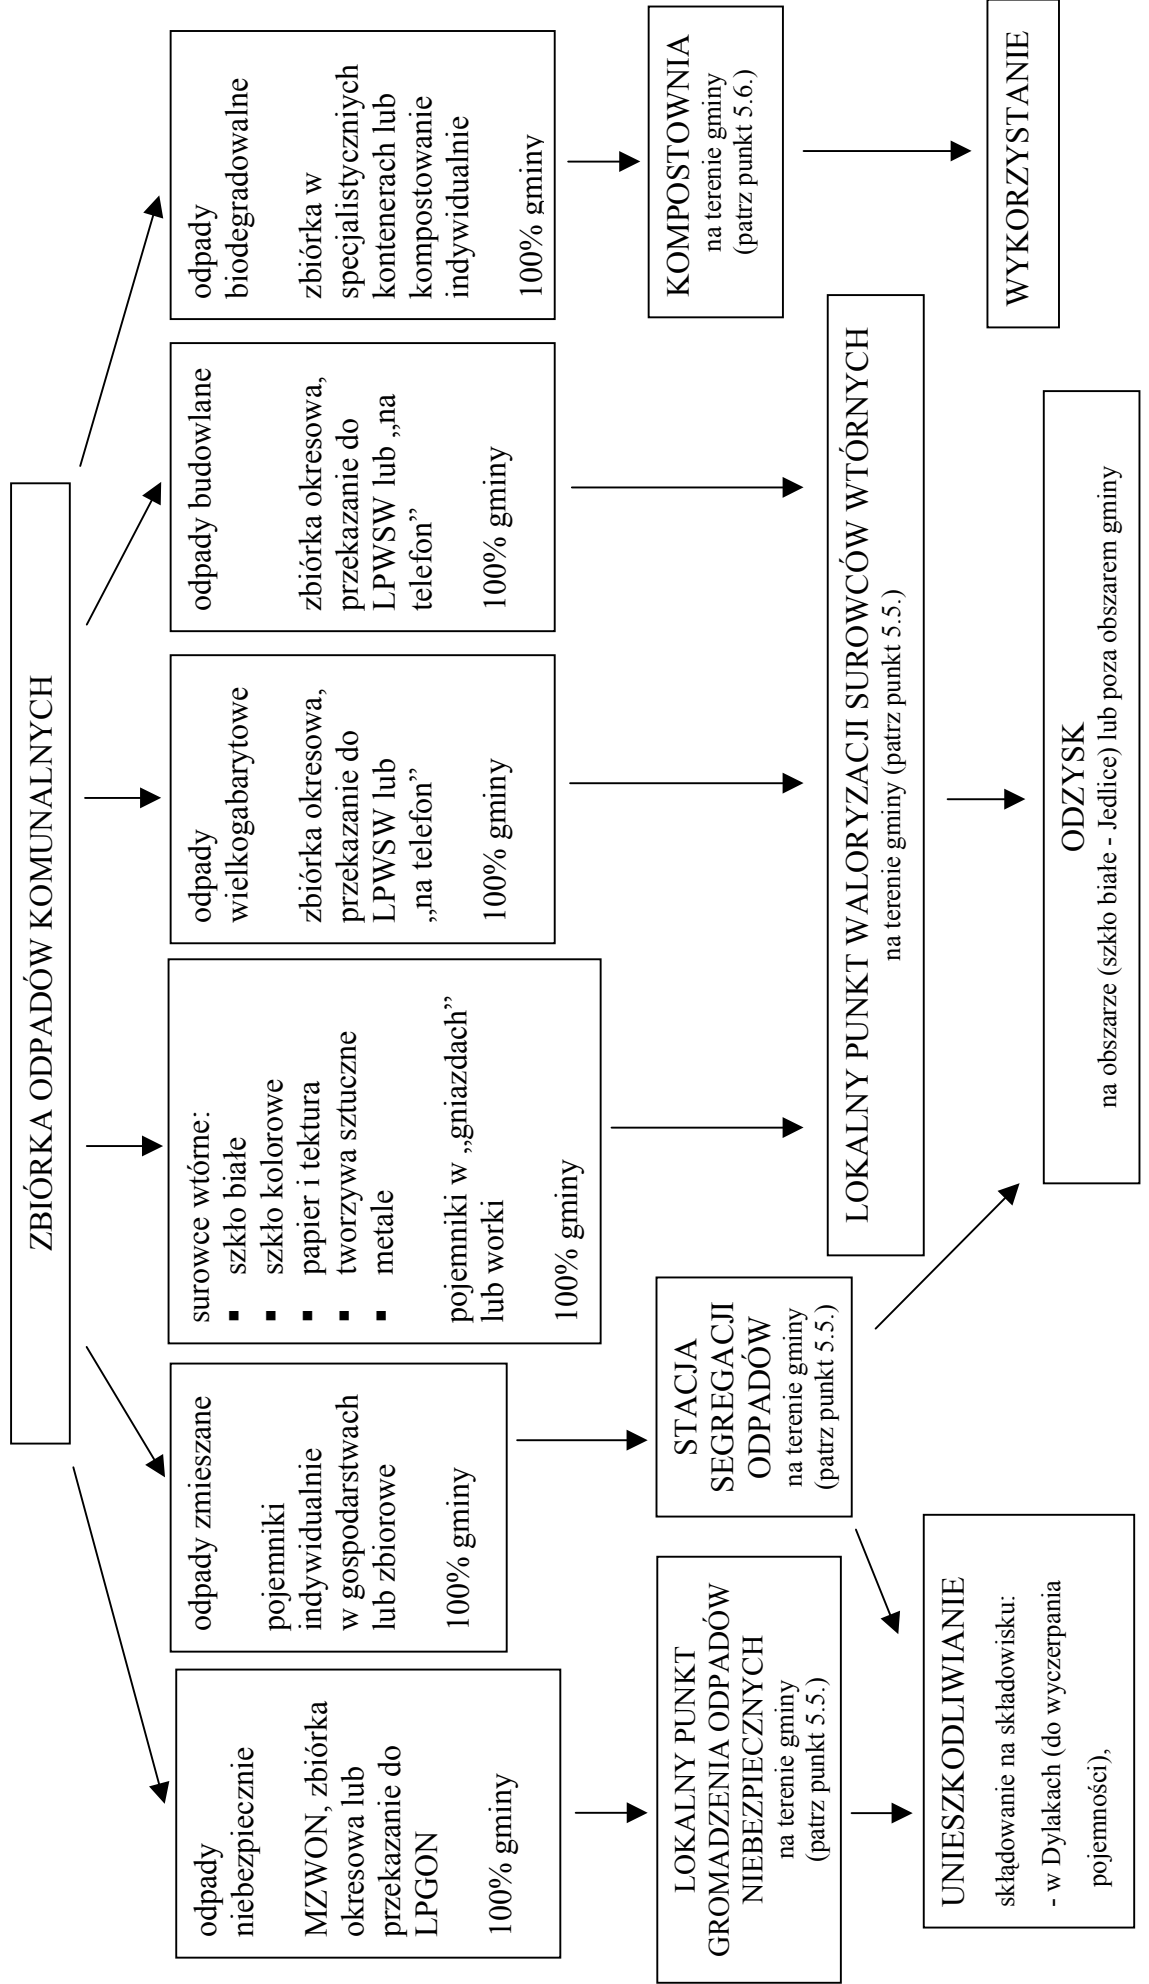 ZBIÓRKA ODPADÓW KOMUNALNYCH
odpady
niebezpiecznie
MZWON, zbiórka
okresowa lub
przekazanie do
LPGON
100% gminy
odpady zmieszane
pojemniki
indywidualnie
w gospodarstwach
lub zbiorowe
100% gminy
surowce wtórne:
▪ szkło białe
▪ szkło kolorowe
▪ papier i tektura
▪ tworzywa sztuczne
▪ metale
pojemniki w „gniazdach”
lub worki
100% gminy
odpady
wielkogabarytowe
zbiórka okresowa,
przekazanie do
LPWSW lub
„na telefon”
100% gminy
odpady budowlane
zbiórka okresowa,
przekazanie do
LPWSW lub „na
telefon”
100% gminy
odpady
biodegradowalne
zbiórka w
specjalistyczniych
kontenerach lub
kompostowanie
indywidualnie
100% gminy
LOKALNY PUNKT
GROMADZENIA ODPADÓW
NIEBEZPIECZNYCH
na terenie gminy
(patrz punkt 5.5.)
STACJA
SEGREGACJI
ODPADÓW
na terenie gminy
(patrz punkt 5.5.)
KOMPOSTOWNIA
na terenie gminy
(patrz punkt 5.6.)
LOKALNY PUNKT WALORYZACJI SUROWCÓW WTÓRNYCH
na terenie gminy (patrz punkt 5.5.)
UNIESZKODLIWIANIE
skłądowanie na składowisku:
- w Dylakach (do wyczerpania
pojemności),
ODZYSK
na obszarze (szkło białe - Jedlice) lub poza obszarem gminy
WYKORZYSTANIE